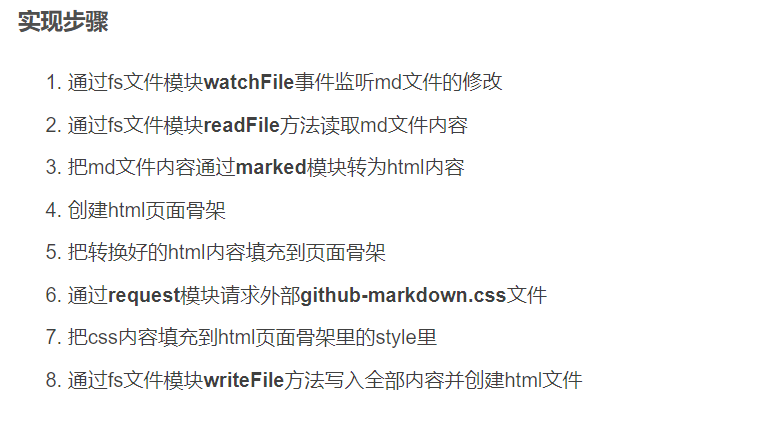 实现步骤
1. 通过fs文件模块watchFile事件监听md文件的修改
2. 通过fs文件模块readFile方法读取md文件内容
3. 把md文件内容通过marked模块转为html内容
4. 创建html页面骨架
5. 把转换好的html内容填充到页面骨架
6. 通过request模块请求外部github-markdown.css文件
7. 把css内容填充到html页面骨架里的style里
8. 通过fs文件模块writeFile方法写入全部内容并创建html文件